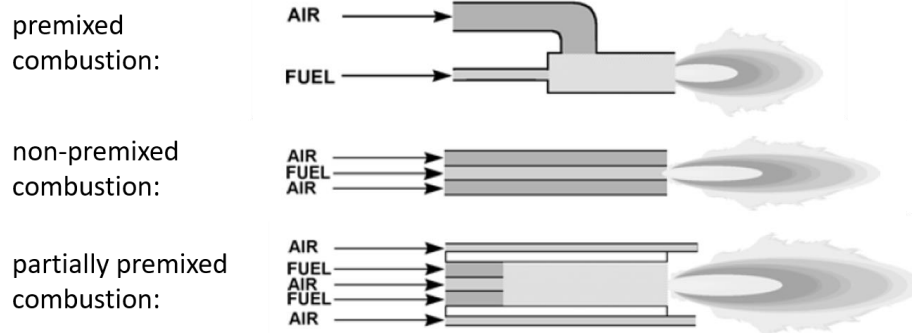 premixed
combustion:
AIR
FUEL
non-premixed
combustion:
AIR
FUEL
AIR
partially premixed
combustion:
AIR
FUEL
AIR
FUEL
AIR